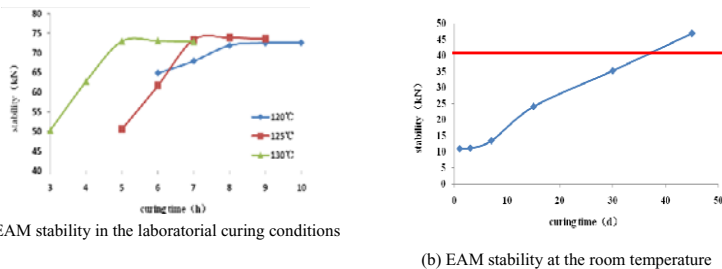 80
75
70
65
60
55
50
45
40
stability (kN)
3 4 5 6 7 8 9 10
curing time (h)
120℃
125℃
130℃
EAM stability in the laboratorial curing conditions
50
45
40
35
30
25
20
15
10
5
0
stability (kN)
0 10 20 30 40 50
curing time (d)
(b) EAM stability at the room temperature